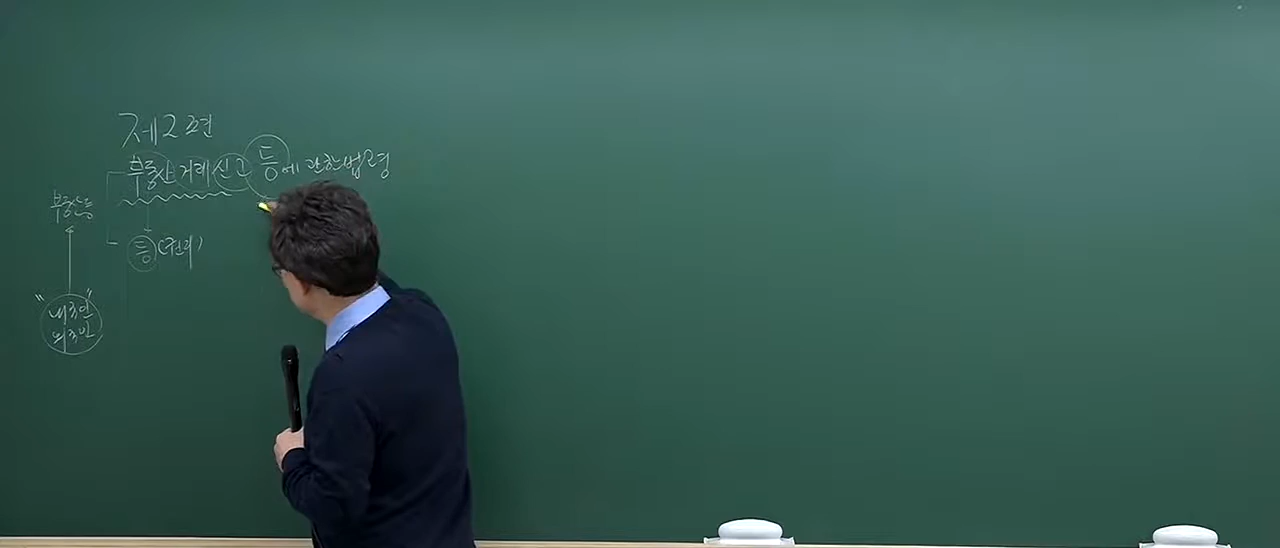 제2편
부동산 거래신고 등에 관한 법령
부동산등
등(권리)
"내국인
외국인"